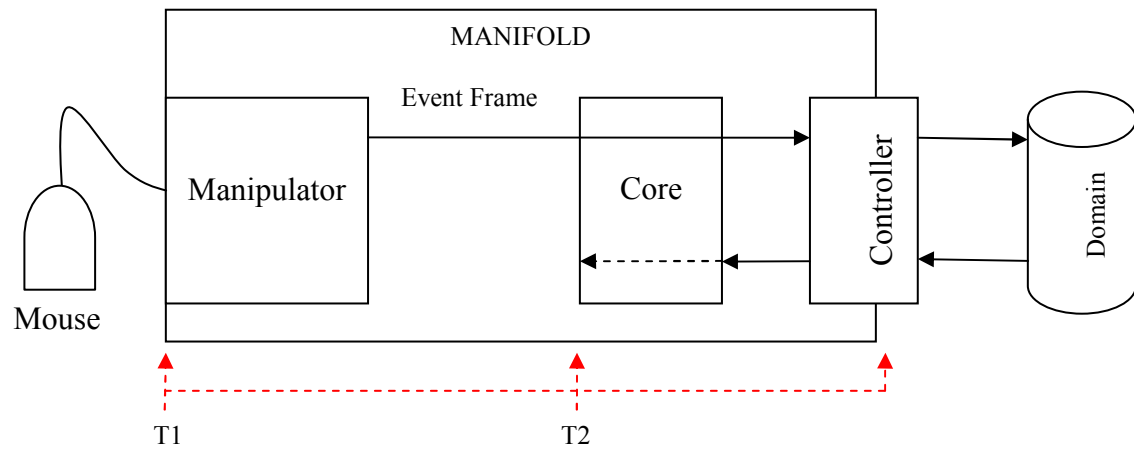 MANIFOLD
Event Frame
Manipulator
Core
Controller
Domain
Mouse
T1
T2